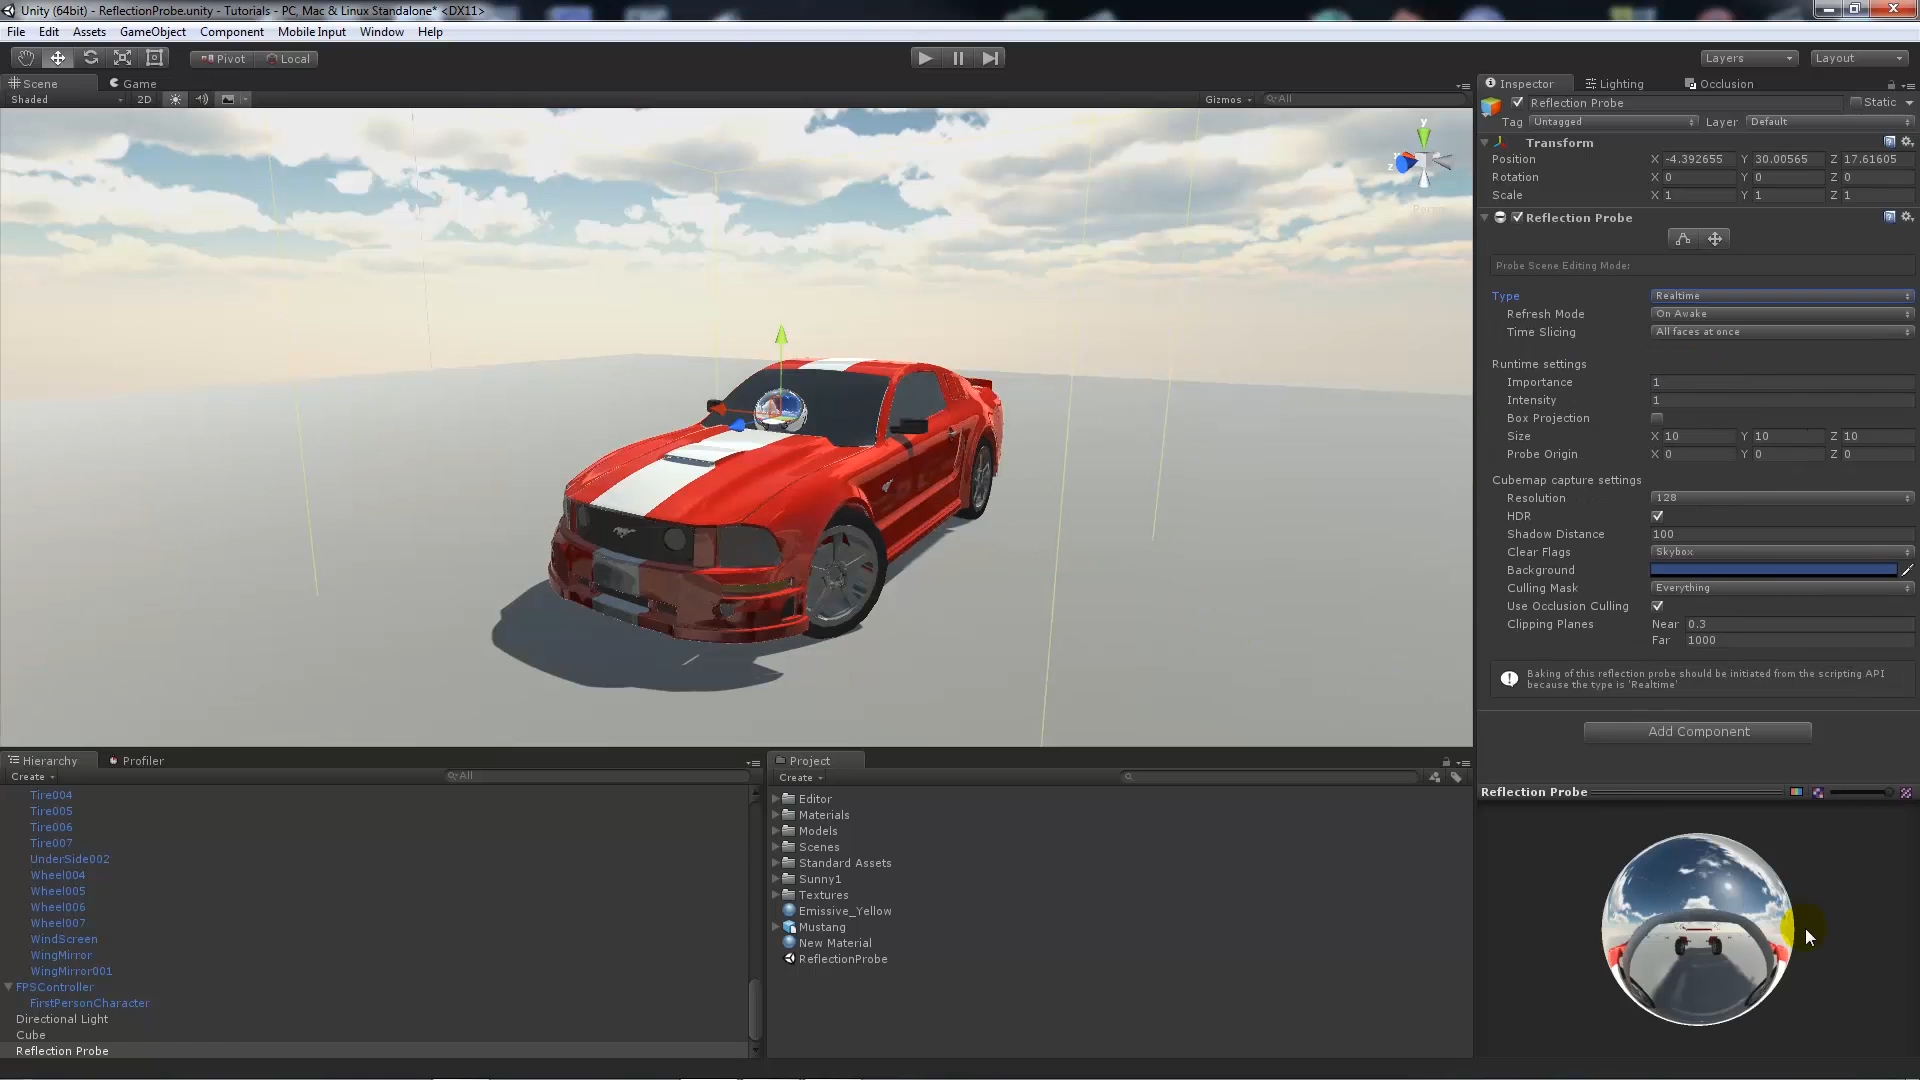 Unity (64bit) - ReflectionProbe.unity - Tutorials - PC, Mac & Linux Standalone* <DX11>
File Edit Assets GameObject Component Mobile Input Window Help
Pivot Local Layers Layout
Scene Game
Shaded 2D Gizmos All
y
z
Inspector Lighting Occlusion
Reflection Probe Static
Tag Untagged Layer Default
Transform
Position X -4.392655 Y 30.00565 Z 17.61605
Rotation X 0 Y 0 Z 0
Scale X 1 Y 1 Z 1
Reflection Probe
Probe Scene Editing Mode:
Type Realtime
Refresh Mode On Awake
Time Slicing All faces at once
Runtime settings
Importance 1
Intensity 1
Box Projection
Size X 10 Y 10 Z 10
Probe Origin X 0 Y 0 Z 0
Cubemap capture settings
Resolution 128
HDR
Shadow Distance 100
Clear Flags Skybox
Background
Culling Mask Everything
Use Occlusion Culling
Clipping Planes Near 0.3
Far 1000
Baking of this reflection probe should be initiated from the scripting API
because the type is 'Realtime'
Add Component
Reflection Probe
Hierarchy Profiler
Create All
Tire004
Tire005
Tire006
Tire007
UnderSide002
Wheel004
Wheel005
Wheel006
Wheel007
WindScreen
WingMirror
WingMirror001
FPSController
FirstPersonCharacter
Directional Light
Cube
Reflection Probe
Project
Create
Editor
Materials
Models
Scenes
Standard Assets
Sunny1
Textures
Emissive_Yellow
Mustang
New Material
ReflectionProbe